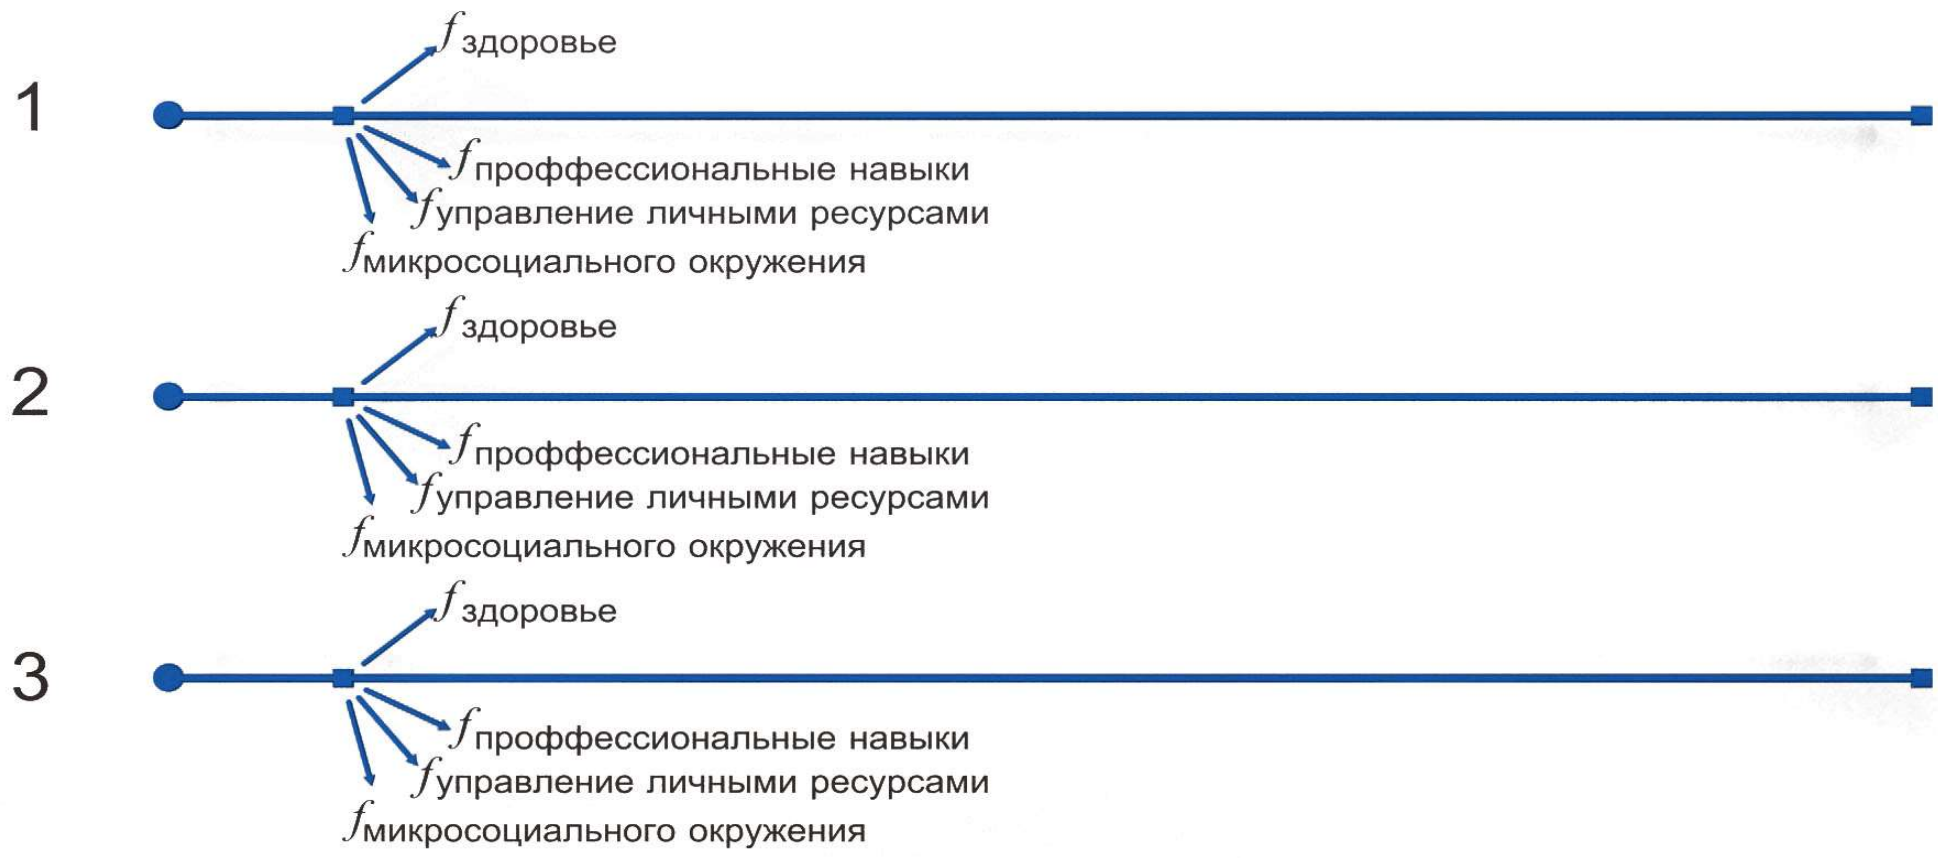 f здоровье
1
f проффессиональные навыки
f управление личными ресурсами
f микросоциального окружения
f здоровье
2
f проффессиональные навыки
f управление личными ресурсами
f микросоциального окружения
f здоровье
3
f проффессиональные навыки
f управление личными ресурсами
f микросоциального окружения